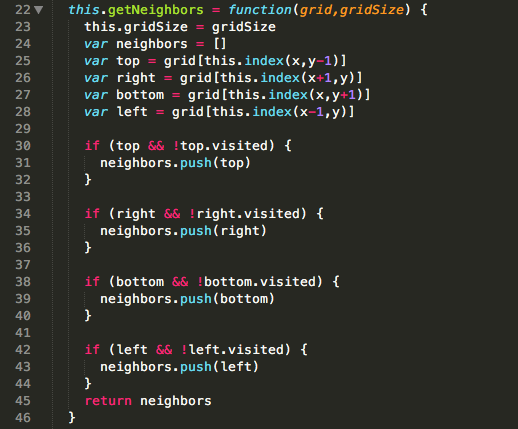 22 this.getNeighbors = function(grid,gridSize) {
23 this.gridSize = gridSize
24 var neighbors = []
25 var top = grid[this.index(x,y-1)]
26 var right = grid[this.index(x+1,y)]
27 var bottom = grid[this.index(x,y+1)]
28 var left = grid[this.index(x-1,y)]
29
30 if (top && !top.visited) {
31 neighbors.push(top)
32 }
33
34 if (right && !right.visited) {
35 neighbors.push(right)
36 }
37
38 if (bottom && !bottom.visited) {
39 neighbors.push(bottom)
40 }
41
42 if (left && !left.visited) {
43 neighbors.push(left)
44 }
45 return neighbors
46 }